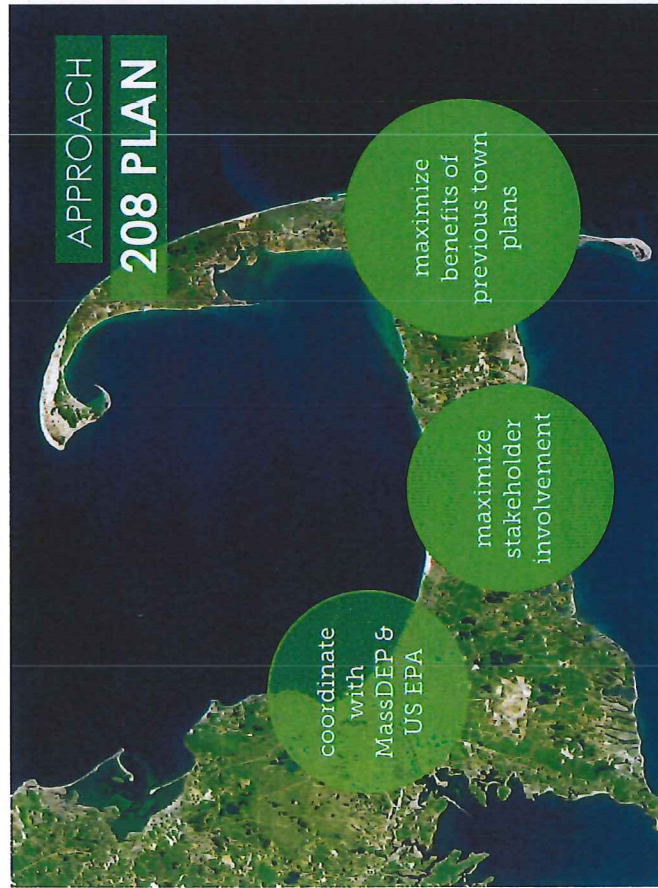 APPROACH
208 PLAN
coordinate
with
MassDEP &
US EPA
maximize
stakeholder
involvement
maximize
benefits of
previous town
plans